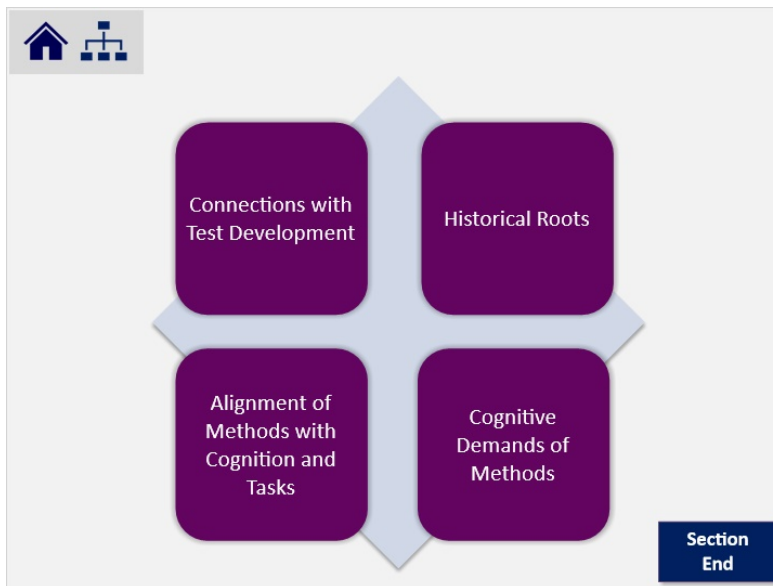 Connections with
Test Development
Historical Roots
Alignment of
Methods with
Cognition and
Tasks
Cognitive
Demands of
Methods
Section
End